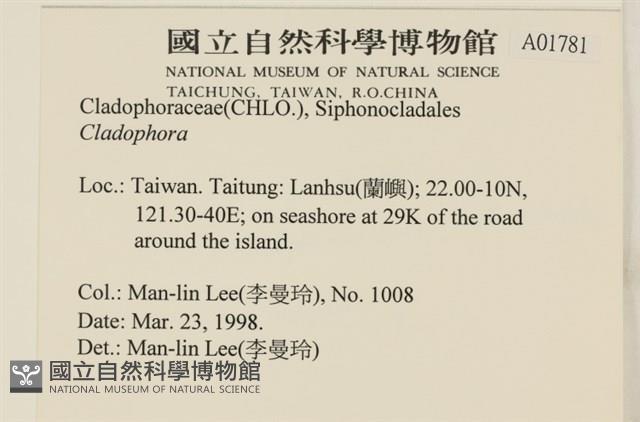 國立自然科學博物館
A01781
NATIONAL MUSEUM OF NATURAL SCIENCE
TAICHUNG, TAIWAN, R.O.CHINA
Cladophoraceae(CHLO.), Siphonocladales
Cladophora
Loc.: Taiwan. Taitung: Lanhsu(蘭嶼); 22.00-10N,
121.30-40E; on seashore at 29K of the road
around the island.
Col.: Man-lin Lee(李曼玲), No. 1008
Date: Mar. 23, 1998.
Det.: Man-lin Lee(李曼玲)
國立自然科學博物館
NATIONAL MUSEUM OF NATURAL SCIENCE